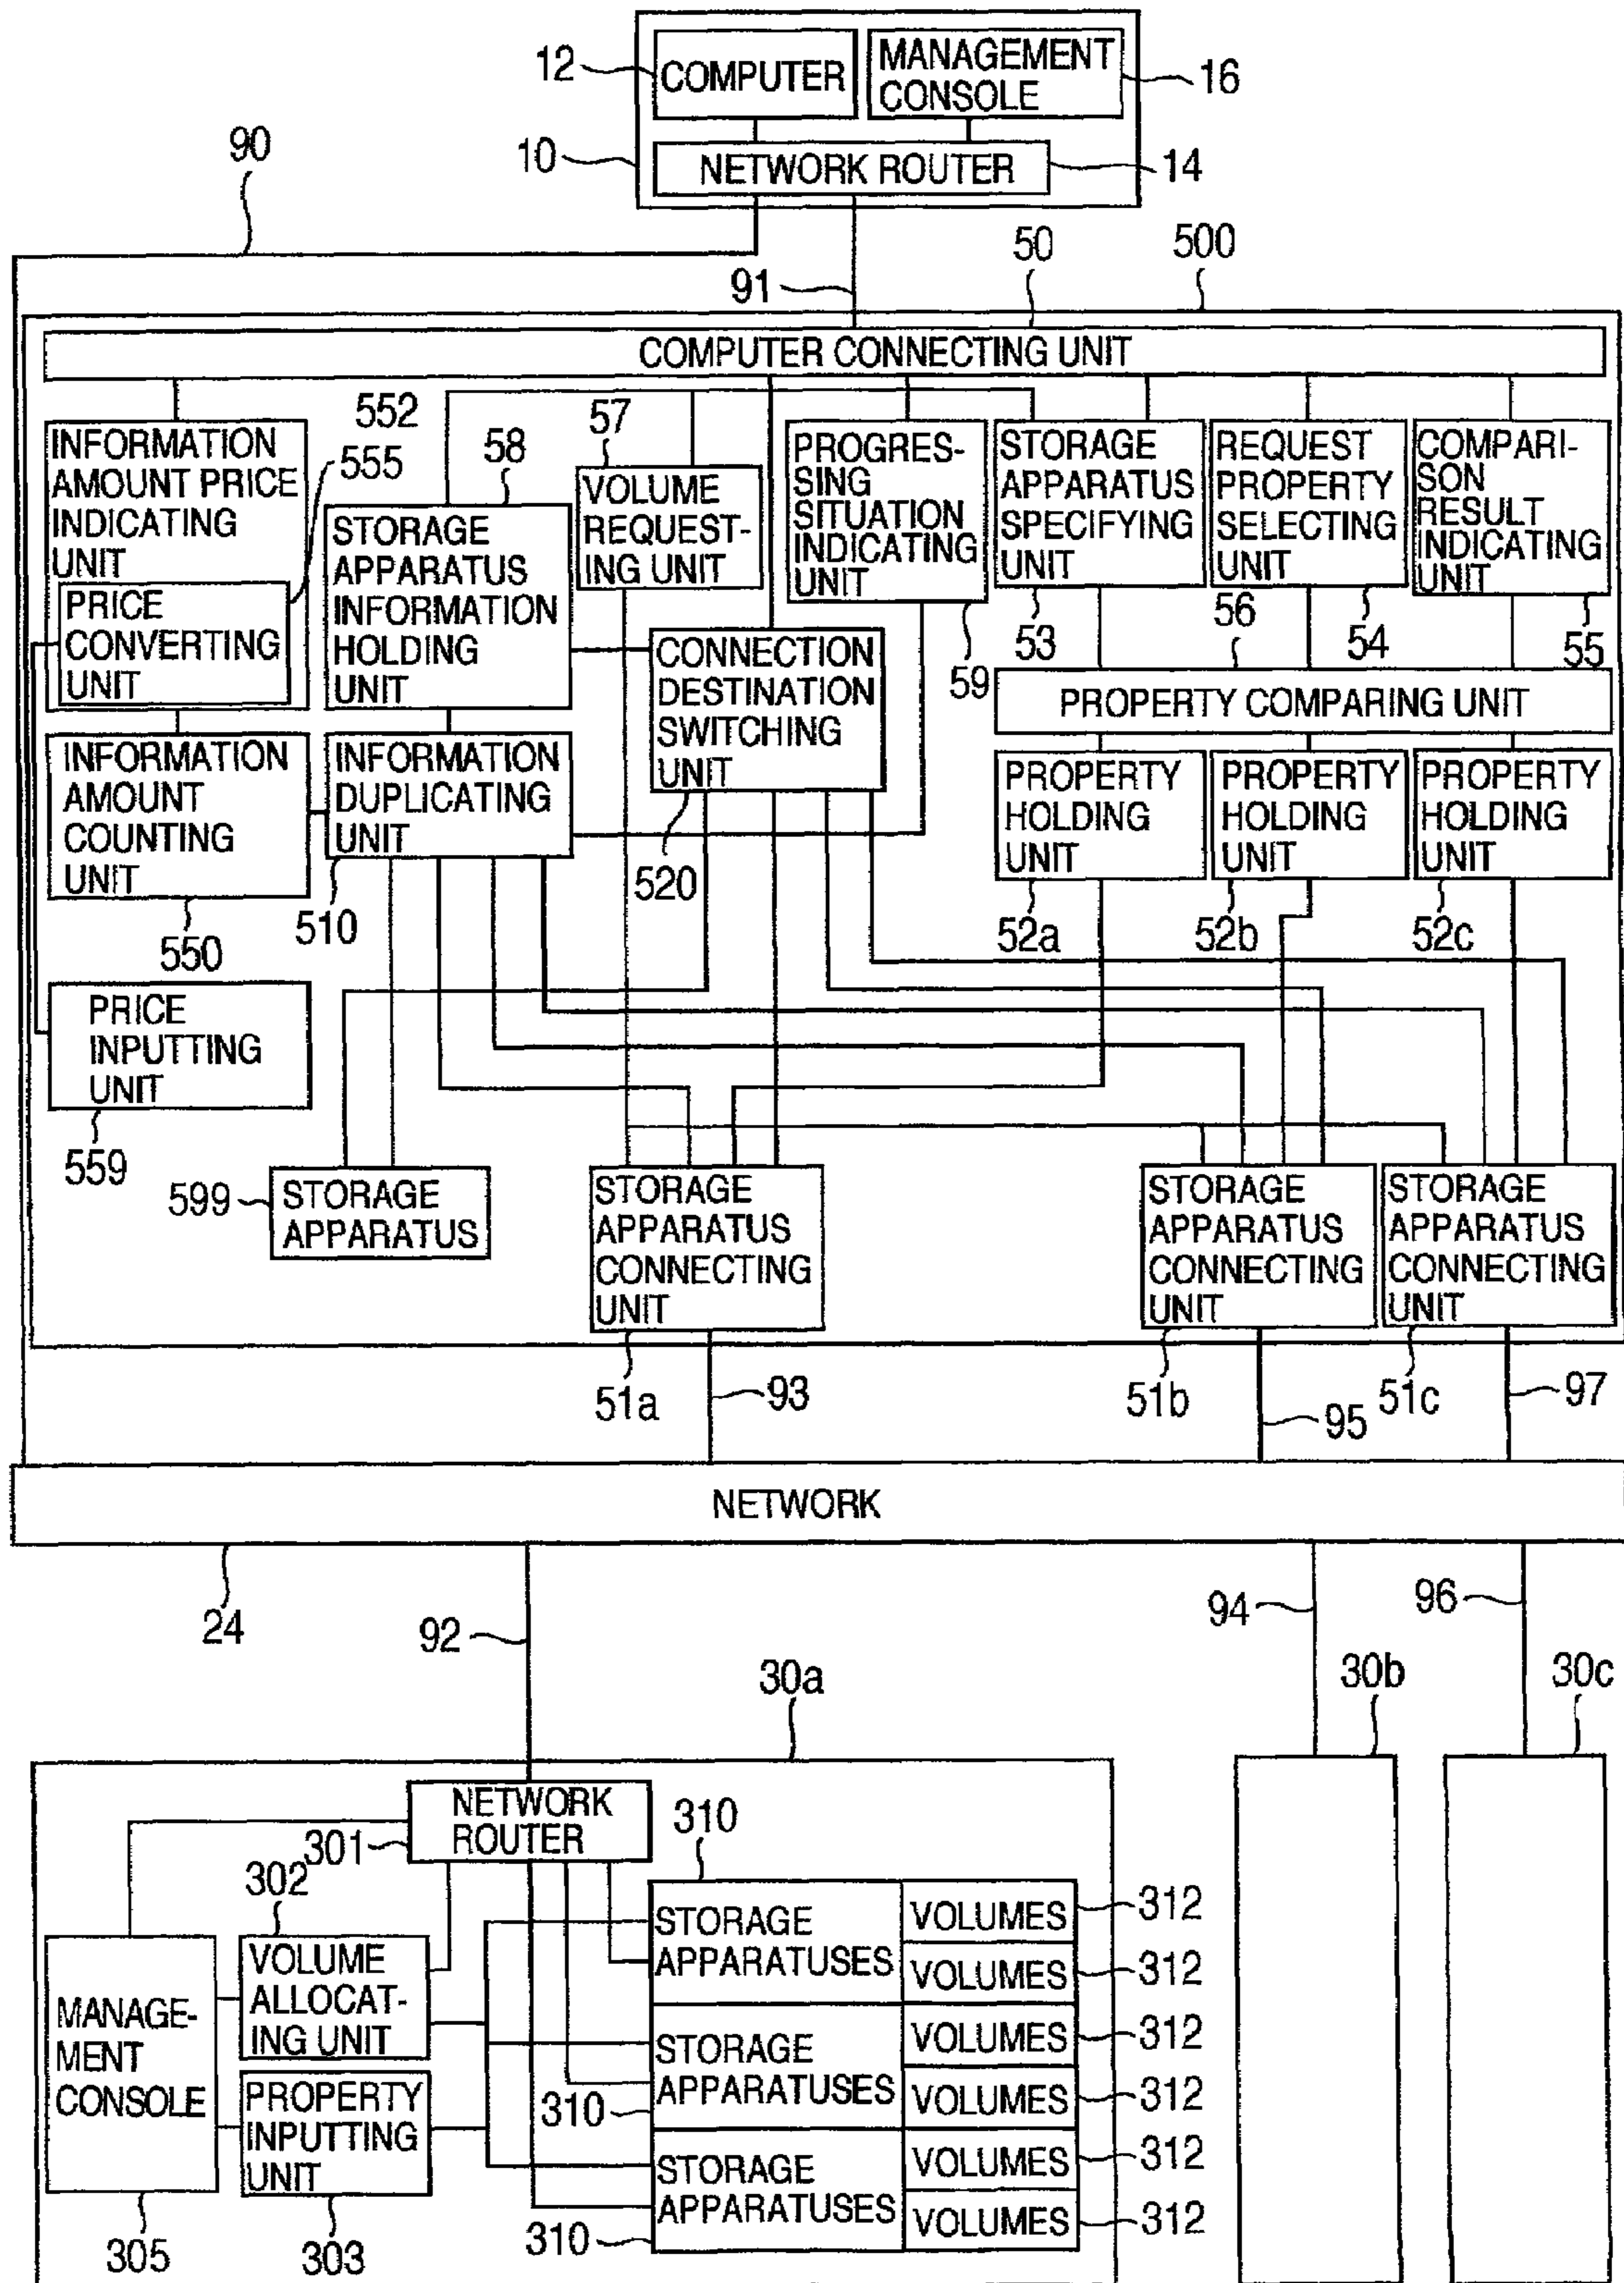 12
COMPUTER
MANAGEMENT
CONSOLE
16
90
10
NETWORK ROUTER
14
50
500
91
COMPUTER CONNECTING UNIT
552
INFORMATION
AMOUNT PRICE
INDICATING
UNIT
555
PRICE
CONVERTING
UNIT
58
STORAGE
APPARATUS
INFORMATION
HOLDING
UNIT
57
VOLUME
REQUEST-
ING UNIT
PROGRES-
SING
SITUATION
INDICATING
UNIT
59
STORAGE
APPARATUS
SPECIFYING
UNIT
53
REQUEST
PROPERTY
SELECTING
UNIT
54
COMPARI-
SON
RESULT
INDICATING
UNIT
55
56
PROPERTY COMPARING UNIT
CONNECTION
DESTINATION
SWITCHING
UNIT
520
INFORMATION
AMOUNT
COUNTING
UNIT
550
INFORMATION
DUPLICATING
UNIT
510
PROPERTY
HOLDING
UNIT
52a
PROPERTY
HOLDING
UNIT
52b
PROPERTY
HOLDING
UNIT
52c
PRICE
INPUTTING
UNIT
559
599
STORAGE
APPARATUS
STORAGE
APPARATUS
CONNECTING
UNIT
51a
STORAGE
APPARATUS
CONNECTING
UNIT
51b
STORAGE
APPARATUS
CONNECTING
UNIT
51c
93
95
97
NETWORK
24
92
94
96
30a
30b
30c
NETWORK
ROUTER
301
302
VOLUME
ALLOCAT-
ING UNIT
MANAGE-
MENT
CONSOLE
305
PROPERTY
INPUTTING
UNIT
303
310
STORAGE
APPARATUSES
VOLUMES
312
VOLUMES
312
STORAGE
APPARATUSES
310
VOLUMES
312
VOLUMES
312
STORAGE
APPARATUSES
310
VOLUMES
312
VOLUMES
312